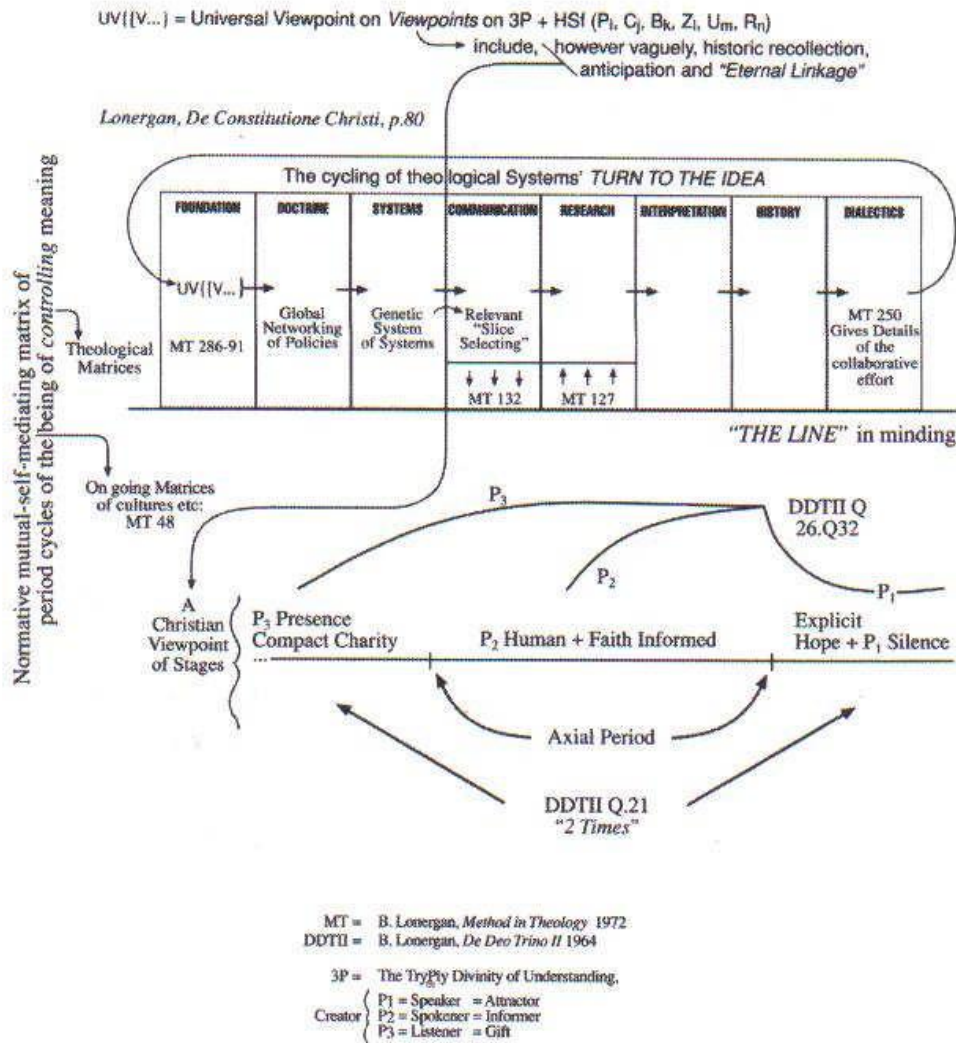 UV{{V...} = Universal Viewpoint on Viewpoints on 3P + HSf (Pi, Cj, Bk, Zl, Um, Rn)
include, however vaguely, historic recollection,
anticipation and "Eternal Linkage"
Lonergan, De Constitutione Christi, p.80
Normative mutual-self-mediating matrix of
period cycles of the being of controlling meaning
The cycling of theological Systems' TURN TO THE IDEA
FOUNDATION DOCTRINE SYSTEMS COMMUNICATION RESEARCH INTERPRETATION HISTORY DIALECTICS
UV{{V... }
Global
Networking
of Policies
Genetic
System
of Systems
Relevant
"Slice
Selecting"
MT 250
Gives Details
of the
collaborative
effort
MT 286-91
Theological
Matrices
MT 132
MT 127
"THE LINE" in minding
On going Matrices
of cultures etc:
MT 48
P3
P2
P1
DDTII Q
26.Q32
A
Christian
Viewpoint
of Stages
P3 Presence
Compact Charity
P2 Human + Faith Informed
Explicit
Hope + P1 Silence
Axial Period
DDTII Q.21
"2 Times"
MT = B. Lonergan, Method in Theology 1972
DDTII = B. Lonergan, De Deo Trino II 1964
3P = The Divinity of Understanding,
Creator
P1 = Speaker = Attractor
P2 = Spokener = Informer
P3 = Listener = Gift